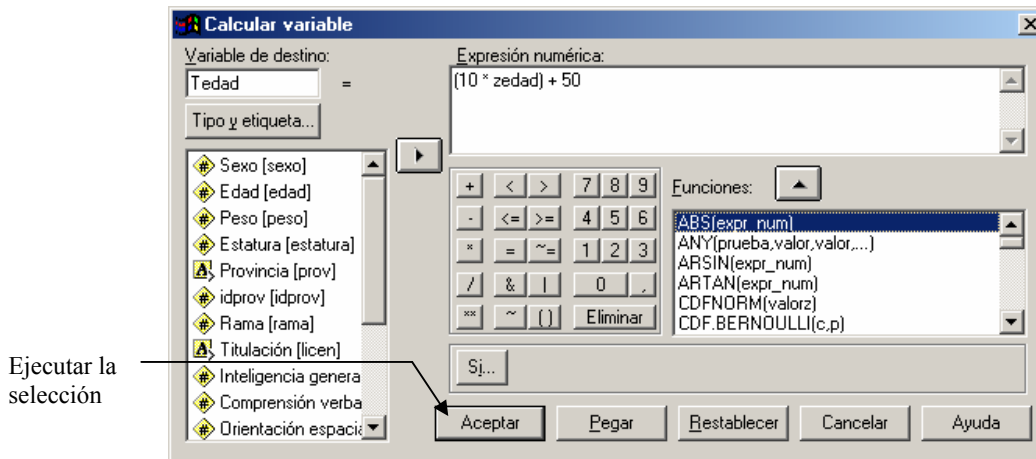 Calcular variable
Variable de destino:
Expresión numérica:
Tedad
=
(10 * zedad) + 50
Tipo y etiqueta...
Sexo [sexo]
Edad [edad]
Peso [peso]
Estatura [estatura]
Provincia [prov]
idprov [idprov]
Rama [rama]
Titulación [licen]
Inteligencia genera
Comprensión verba
Orientación espacia
+ < > 7 8 9
- <= >= 4 5 6
* = ~= 1 2 3
/ & | 0 ,
** ~ () Eliminar
Funciones:
ABS(expr_num)
ANY(prueba,valor,valor,...)
ARSIN(expr_num)
ARTAN(expr_num)
CDFNORM(valorz)
CDF.BERNOULLI(c,p)
Si...
Ejecutar la
selección
Aceptar Pegar Restablecer Cancelar Ayuda